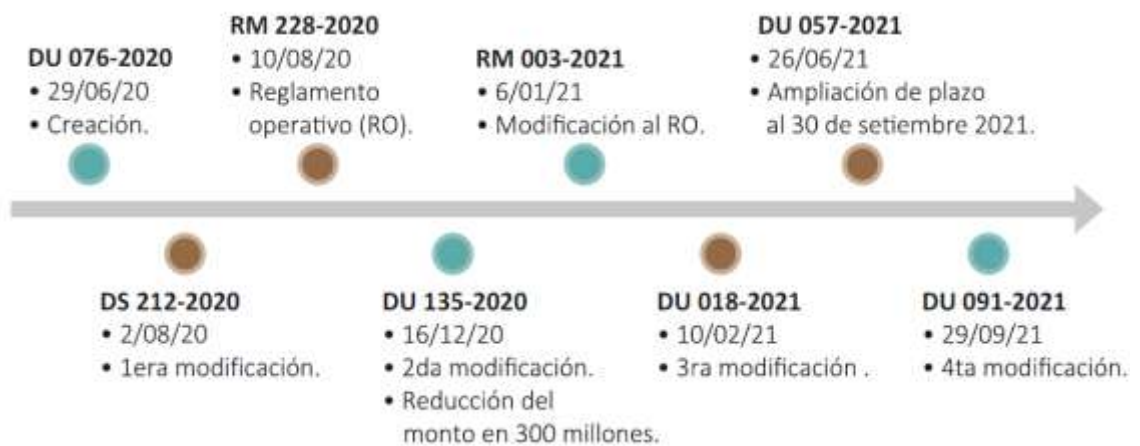 DU 076-2020
• 29/06/20
• Creación.
RM 228-2020
• 10/08/20
• Reglamento
operativo (RO).
RM 003-2021
• 6/01/21
• Modificación al RO.
DU 057-2021
• 26/06/21
• Ampliación de plazo
al 30 de setiembre 2021.
DS 212-2020
• 2/08/20
• 1era modificación.
DU 135-2020
• 16/12/20
• 2da modificación.
• Reducción del
monto en 300 millones.
DU 018-2021
• 10/02/21
• 3ra modificación .
DU 091-2021
• 29/09/21
• 4ta modificación.